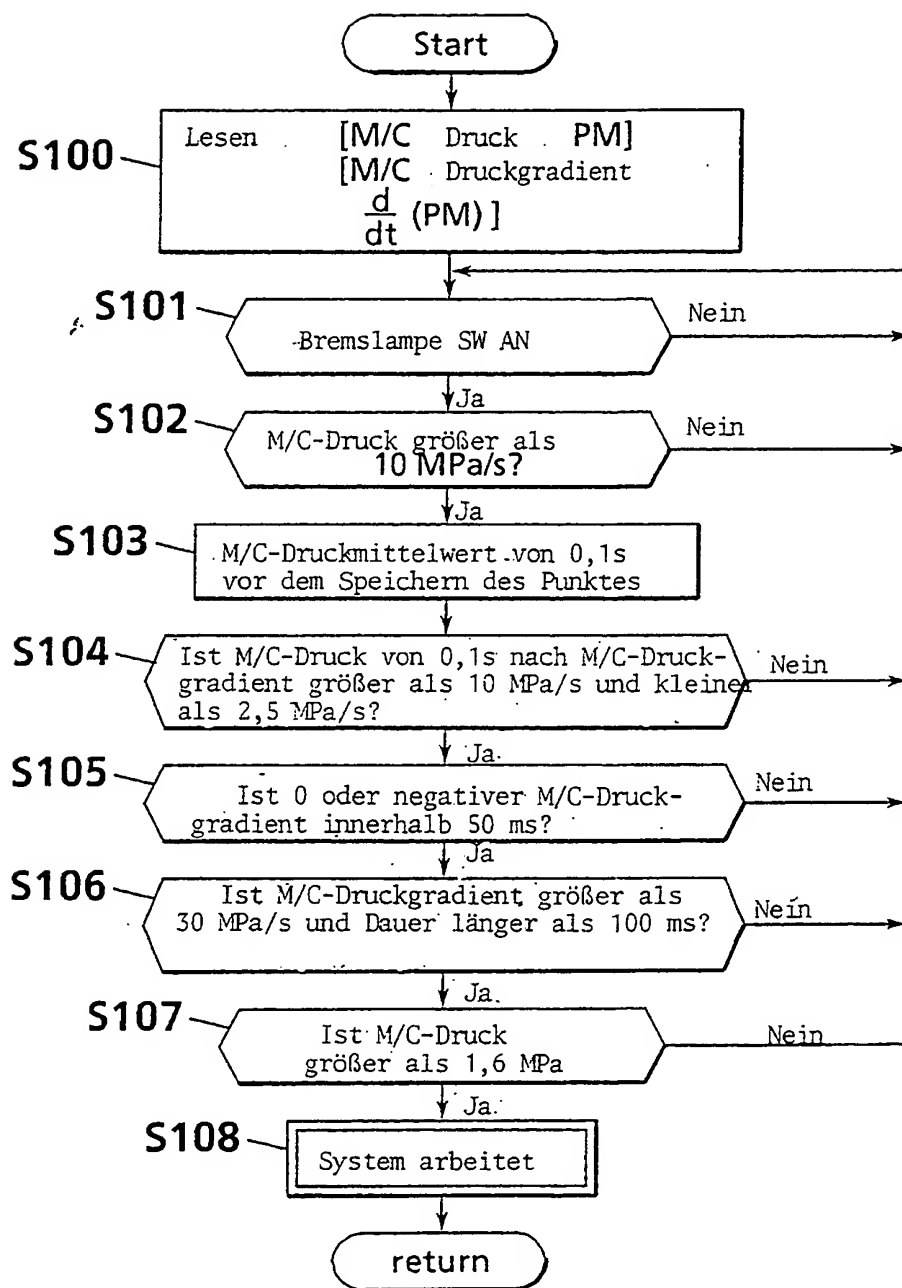 Start
S100
Lesen [M/C Druck PM]
[M/C Druckgradient
d/dt (PM) ]
S101
Bremslampe SW AN
Nein
Ja
S102
M/C-Druck größer als
10 MPa/s?
Nein
Ja
S103
M/C-Druckmittelwert von 0,1s
vor dem Speichern des Punktes
S104
Ist M/C-Druck von 0,1s nach M/C-Druck-
gradient größer als 10 MPa/s und kleiner
als 2,5 MPa/s?
Nein
Ja
S105
Ist 0 oder negativer M/C-Druck-
gradient innerhalb 50 ms?
Nein
Ja
S106
Ist M/C-Druckgradient größer als
30 MPa/s und Dauer länger als 100 ms?
Nein
Ja
S107
Ist M/C-Druck
größer als 1,6 MPa
Nein
Ja
S108
System arbeitet
return